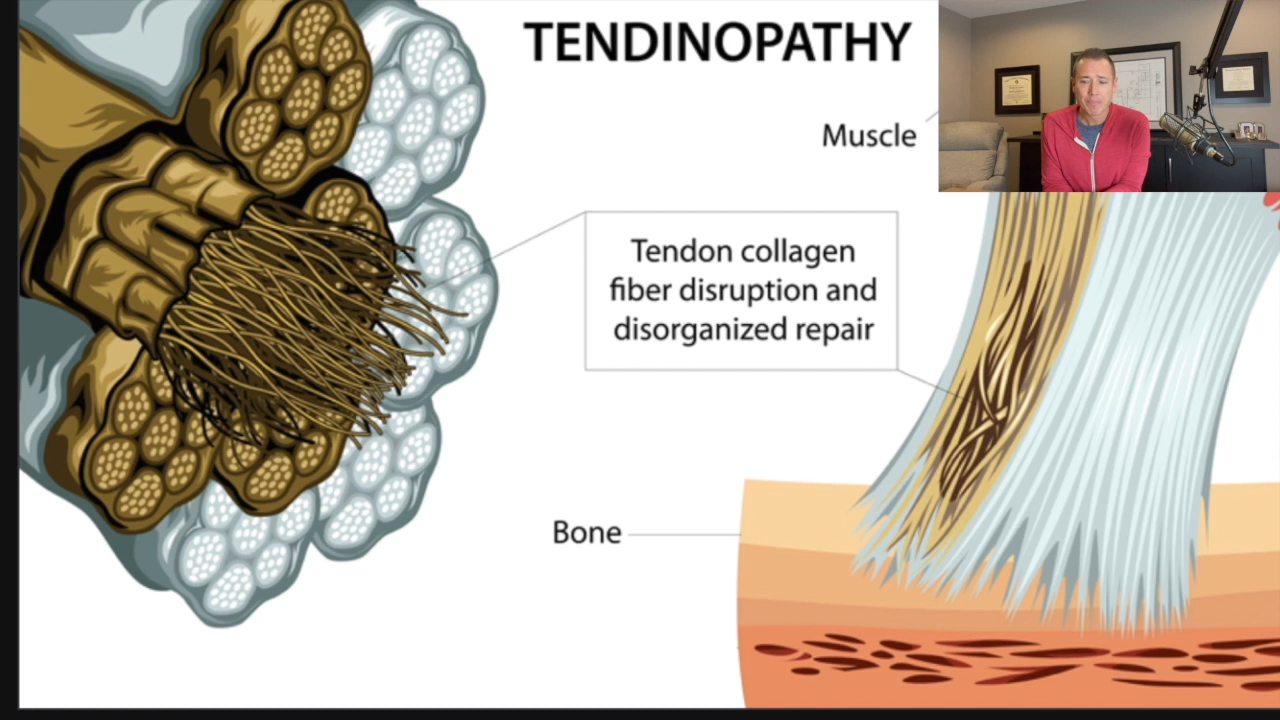 TENDINOPATHY
Muscle
Tendon collagen
fiber disruption and
disorganized repair
Bone